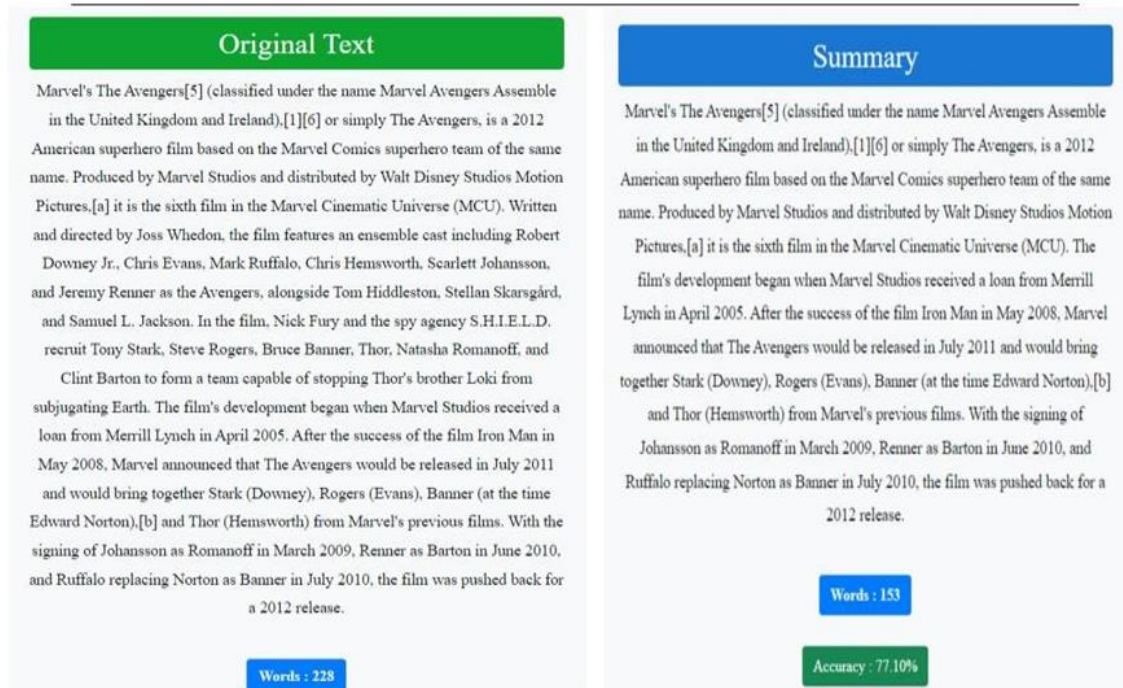 Original Text
Marvel's The Avengers[5] (classified under the name Marvel Avengers Assemble
in the United Kingdom and Ireland),[1][6] or simply The Avengers, is a 2012
American superhero film based on the Marvel Comics superhero team of the same
name. Produced by Marvel Studios and distributed by Walt Disney Studios Motion
Pictures,[a] it is the sixth film in the Marvel Cinematic Universe (MCU). Written
and directed by Joss Whedon, the film features an ensemble cast including Robert
Downey Jr., Chris Evans, Mark Ruffalo, Chris Hemsworth, Scarlett Johansson,
and Jeremy Renner as the Avengers, alongside Tom Hiddleston, Stellan Skarsgård,
and Samuel L. Jackson. In the film, Nick Fury and the spy agency S.H.I.E.L.D.
recruit Tony Stark, Steve Rogers, Bruce Banner, Thor, Natasha Romanoff, and
Clint Barton to form a team capable of stopping Thor's brother Loki from
subjugating Earth. The film's development began when Marvel Studios received a
loan from Merrill Lynch in April 2005. After the success of the film Iron Man in
May 2008, Marvel announced that The Avengers would be released in July 2011
and would bring together Stark (Downey), Rogers (Evans), Banner (at the time
Edward Norton),[b] and Thor (Hemsworth) from Marvel's previous films. With the
signing of Johansson as Romanoff in March 2009, Renner as Barton in June 2010,
and Ruffalo replacing Norton as Banner in July 2010, the film was pushed back for
a 2012 release.
Words : 228
Summary
Marvel's The Avengers[5] (classified under the name Marvel Avengers Assemble
in the United Kingdom and Ireland),[1][6] or simply The Avengers, is a 2012
American superhero film based on the Marvel Comics superhero team of the same
name. Produced by Marvel Studios and distributed by Walt Disney Studios Motion
Pictures,[a] it is the sixth film in the Marvel Cinematic Universe (MCU). The
film's development began when Marvel Studios received a loan from Merrill
Lynch in April 2005. After the success of the film Iron Man in May 2008, Marvel
announced that The Avengers would be released in July 2011 and would bring
together Stark (Downey), Rogers (Evans), Banner (at the time Edward Norton),[b]
and Thor (Hemsworth) from Marvel's previous films. With the signing of
Johansson as Romanoff in March 2009, Renner as Barton in June 2010, and
Ruffalo replacing Norton as Banner in July 2010, the film was pushed back for a
2012 release.
Words : 153
Accuracy : 77.10%